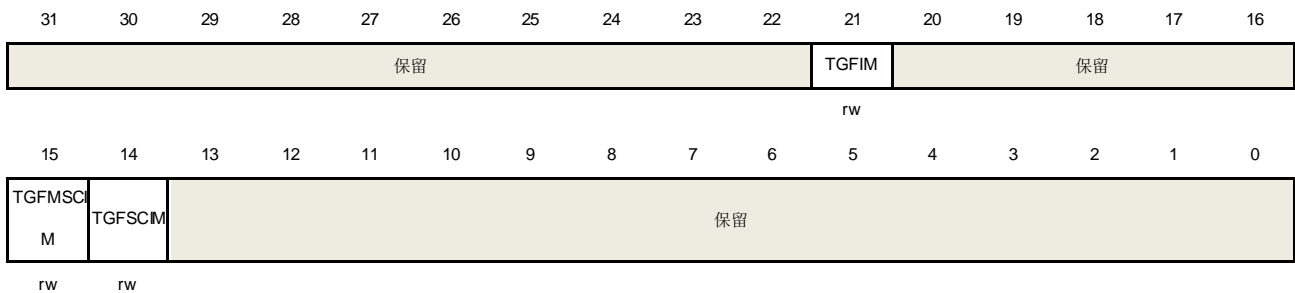 31 30 29 28 27 26 25 24 23 22 21 20 19 18 17 16
保留 TGFIM 保留
rw
15 14 13 12 11 10 9 8 7 6 5 4 3 2 1 0
TGFMSCI
M
TGFSCIM
保留
rw rw